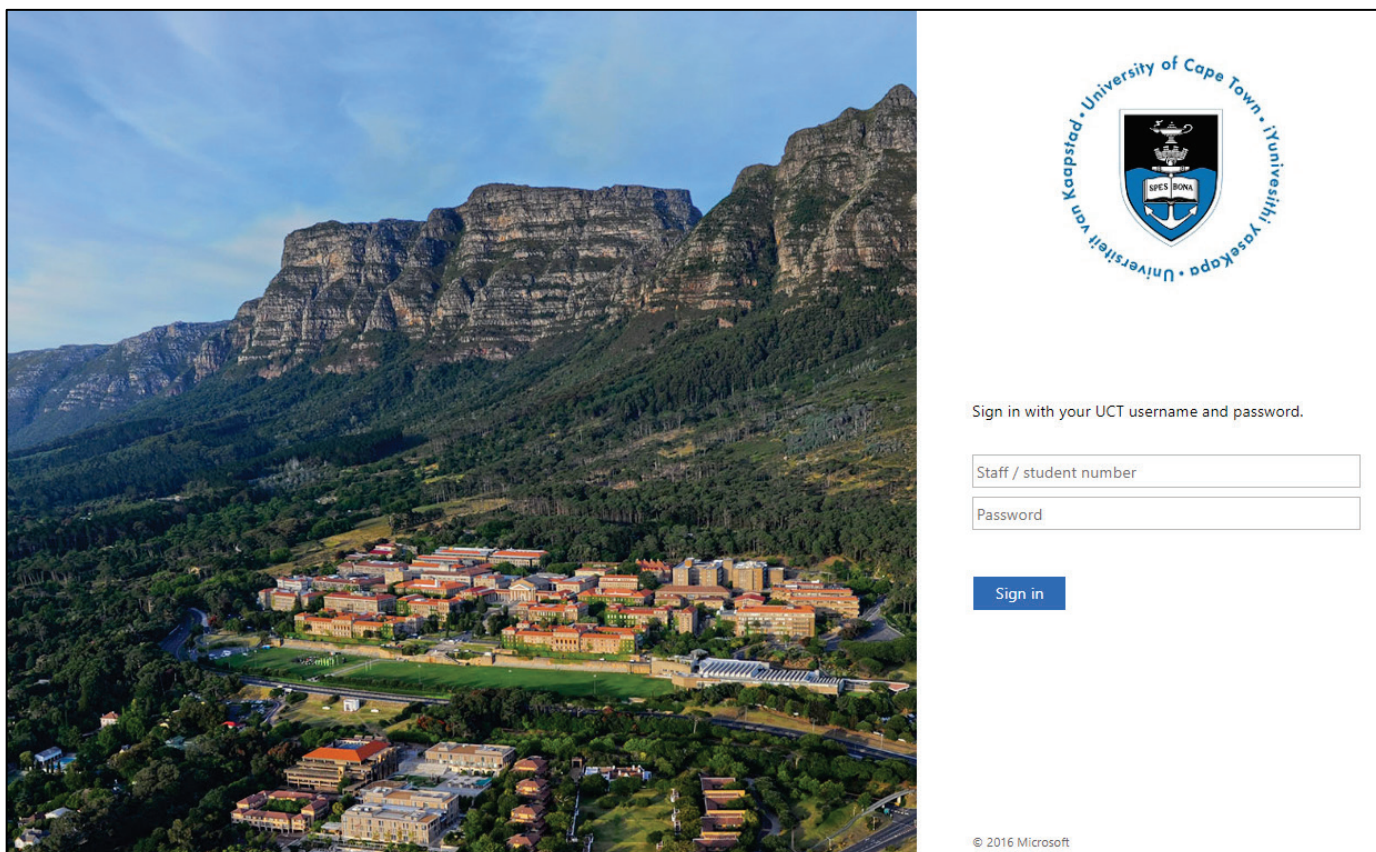 University of Cape Town • iYunivesithi yaseKapa • Universiteit van Kaapstad •
SPES BONA
Sign in with your UCT username and password.
Staff / student number
Password
Sign in
© 2016 Microsoft